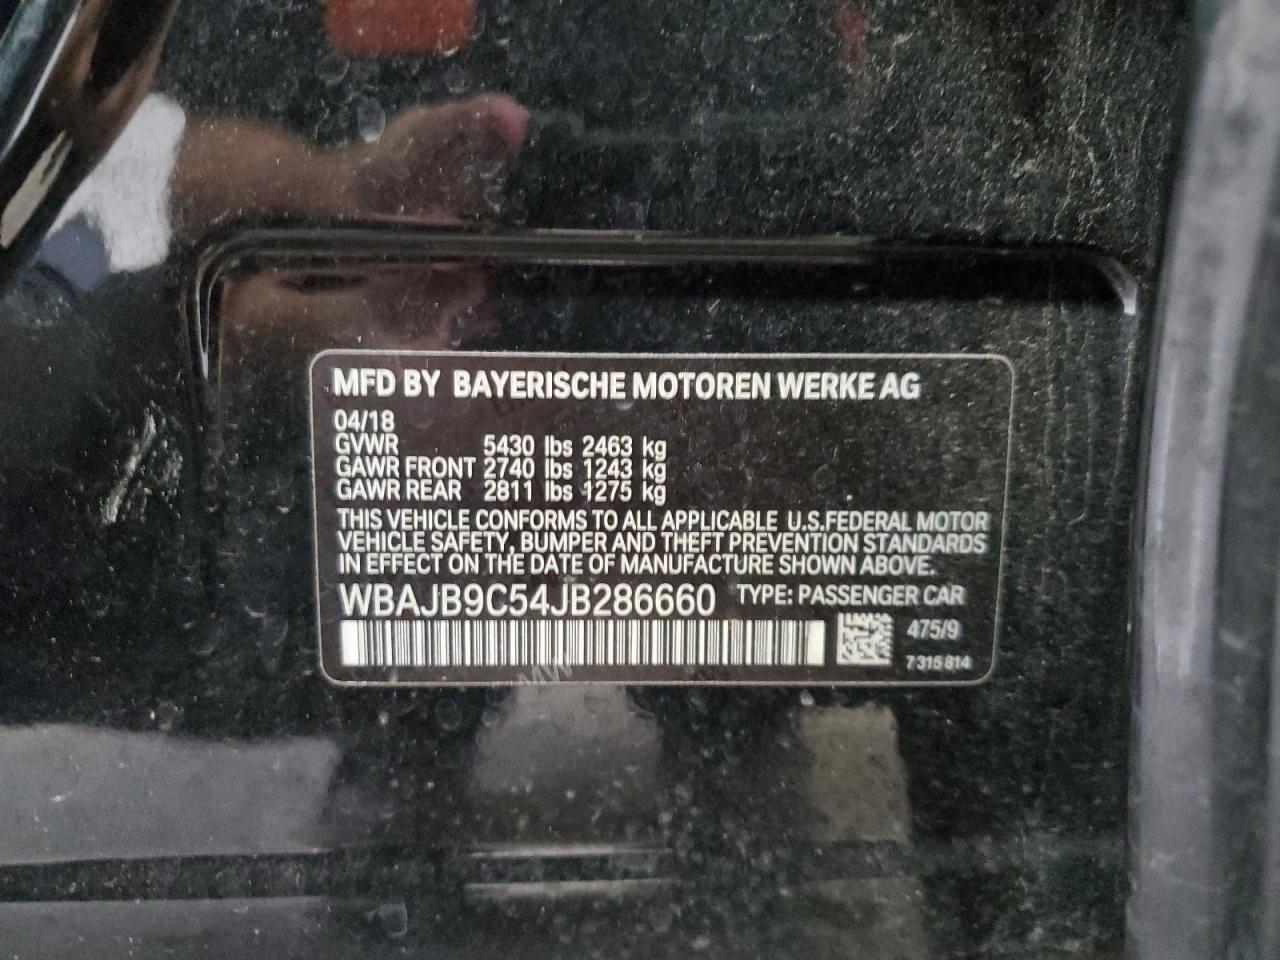 MFD BY BAYERISCHE MOTOREN WERKE AG
04/18
GVWR 5430 lbs 2463 kg
GAWR FRONT 2740 lbs 1243 kg
GAWR REAR 2811 lbs 1275 kg
THIS VEHICLE CONFORMS TO ALL APPLICABLE U.S.FEDERAL MOTOR
VEHICLE SAFETY, BUMPER AND THEFT PREVENTION STANDARDS
IN EFFECT ON THE DATE OF MANUFACTURE SHOWN ABOVE.
WBAJB9C54JB286660 TYPE: PASSENGER CAR
475/9
7 315 814